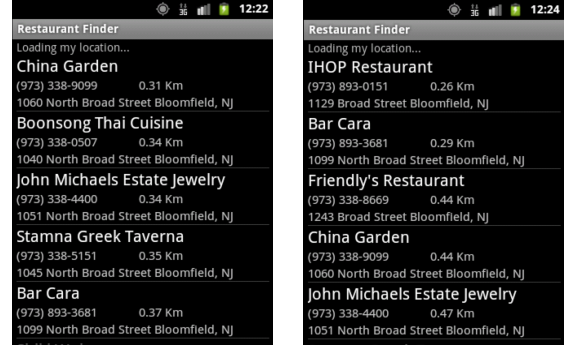 3G 12:22
Restaurant Finder
Loading my location...
China Garden
(973) 338-9099 0.31 Km
1060 North Broad Street Bloomfield, NJ
Boonsong Thai Cuisine
(973) 338-0507 0.34 Km
1040 North Broad Street Bloomfield, NJ
John Michaels Estate Jewelry
(973) 338-4400 0.34 Km
1051 North Broad Street Bloomfield, NJ
Stamna Greek Taverna
(973) 338-5151 0.35 Km
1045 North Broad Street Bloomfield, NJ
Bar Cara
(973) 893-3681 0.37 Km
1099 North Broad Street Bloomfield, NJ
3G 12:24
Restaurant Finder
Loading my location...
IHOP Restaurant
(973) 893-0151 0.26 Km
1129 Broad Street Bloomfield, NJ
Bar Cara
(973) 893-3681 0.29 Km
1099 North Broad Street Bloomfield, NJ
Friendly's Restaurant
(973) 338-8669 0.44 Km
1243 Broad Street Bloomfield, NJ
China Garden
(973) 338-9099 0.44 Km
1060 North Broad Street Bloomfield, NJ
John Michaels Estate Jewelry
(973) 338-4400 0.47 Km
1051 North Broad Street Bloomfield, NJ